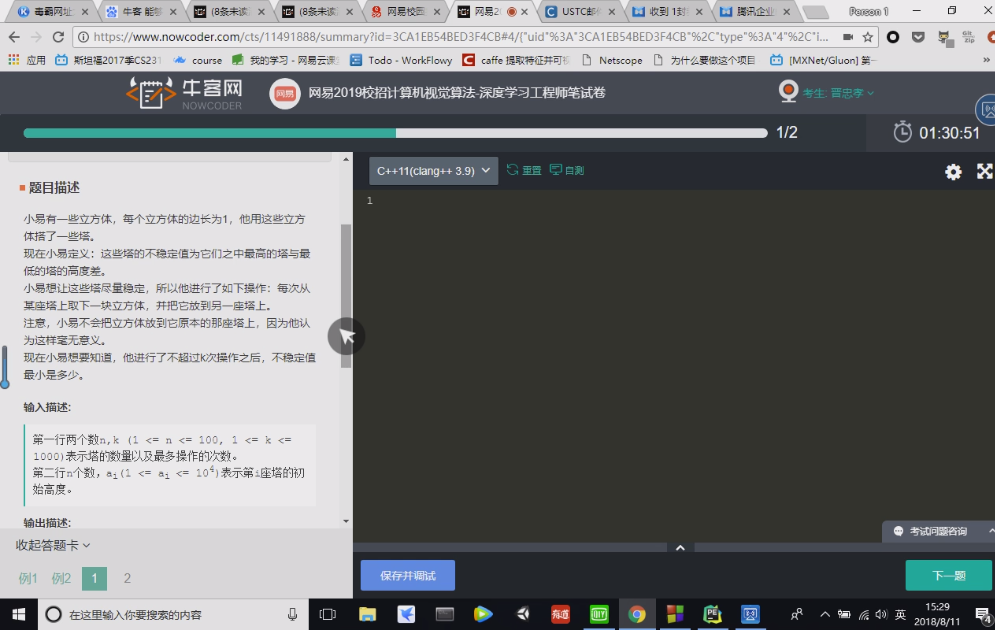 毒霸网址
牛客 能够
(8条未读
(8条未读
网易校园
网易20
USTC邮
收到 1封
腾讯企业
Person 1
https://www.nowcoder.com/cts/11491888/summary?id=3CA1EB54BED3F4CB#4/{"uid"%3A"3CA1EB54BED3F4CB"%2C"type"%3A"4"%2C"i...
应用
斯坦福2017季CS231
course
我的学习 - 网易云课
Todo - WorkFlowy
caffe 提取特征并可
Netscope
为什么要做这个项目
[MXNet/Gluon] 第一
牛客网
NOWCODER
网易
网易2019校招计算机视觉算法-深度学习工程师笔试卷
考生: 晋忠孝
1/2
01:30:51
题目描述
小易有一些立方体，每个立方体的边长为1，他用这些立方
体搭了一些塔。
现在小易定义：这些塔的不稳定值为它们之中最高的塔与最
低的塔的高度差。
小易想让这些塔尽量稳定，所以他进行了如下操作：每次从
某座塔上取下一块立方体，并把它放到另一座塔上。
注意，小易不会把立方体放到它原本的那座塔上，因为他认
为这样毫无意义。
现在小易想要知道，他进行了不超过k次操作之后，不稳定值
最小是多少。
输入描述:
第一行两个数n,k (1 <= n <= 100, 1 <= k <=
1000)表示塔的数量以及最多操作的次数。
第二行n个数，ai(1 <= ai <= 10^4)表示第i座塔的初
始高度。
输出描述:
收起答题卡
例1 例2 1 2
C++11(clang++ 3.9)
重置
自测
1
考试问题咨询
保存并调试
下一题
在这里输入你要搜索的内容
英
15:29
2018/8/11
4